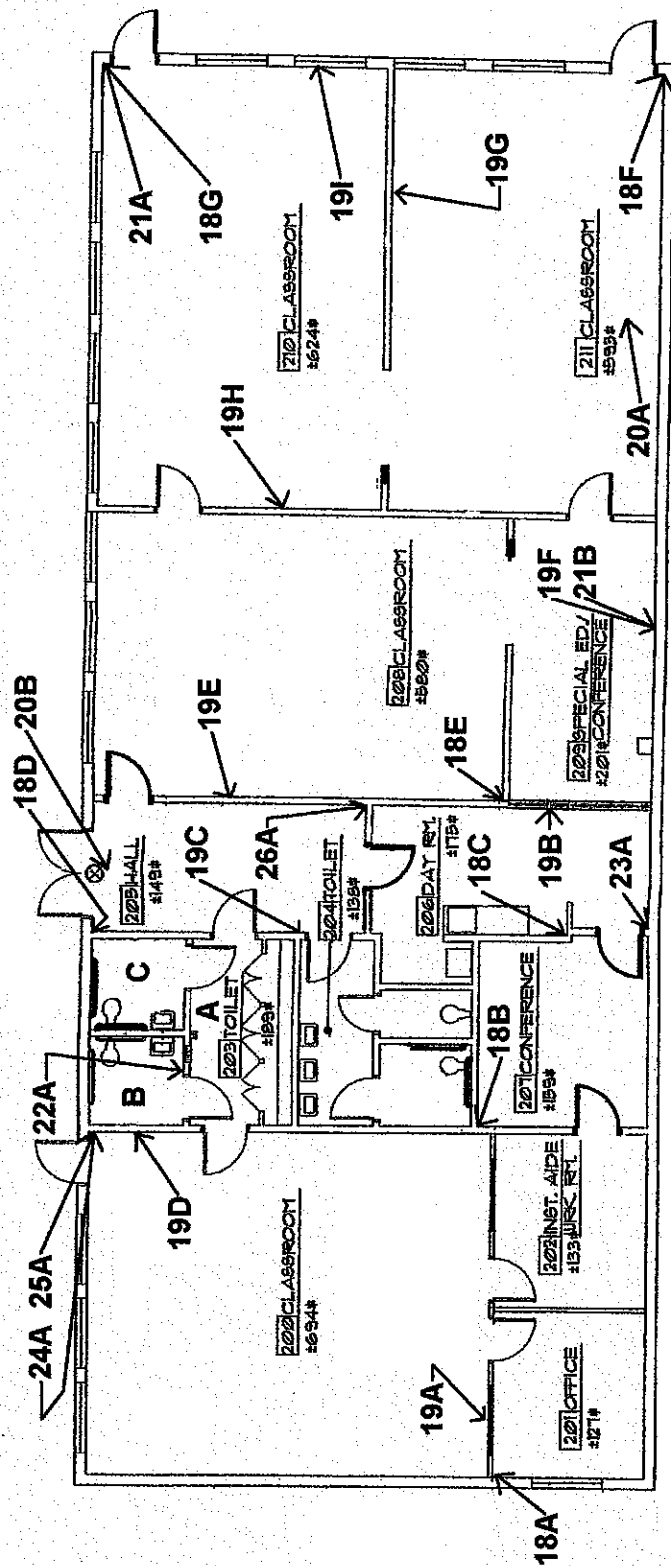 24A 25A
22A
18D
20B
21A
18G
19I
19G
18F
19H
19E
19C
26A
18E
19F
21B
20A
19D
18B
18C
19B
23A
19A
18A
A
B
C
200 CLASSROOM
±694#
201 OFFICE
±127#
202 INST. AIDE
±133# WRK. RM.
203 TOILET
204 TOILET
±138#
205 HALL
±149#
206 DAY RM.
±175#
207 CONFERENCE
208 CLASSROOM
±580#
209 SPECIAL ED./
±201# CONFERENCE
210 CLASSROOM
±624#
211 CLASSROOM
±593#